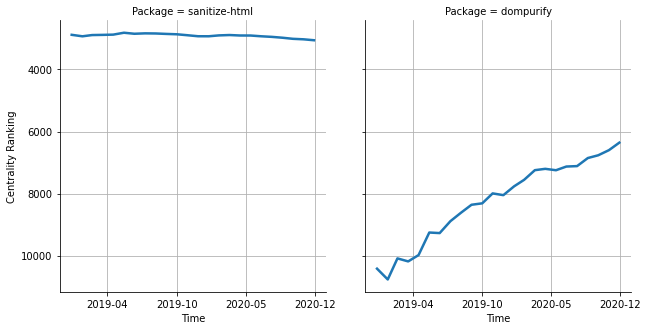 Package = sanitize-html
Package = dompurify
Centrality Ranking
4000
6000
8000
10000
2019-04 2019-10 2020-05 2020-12
2019-04 2019-10 2020-05 2020-12
Time
Time